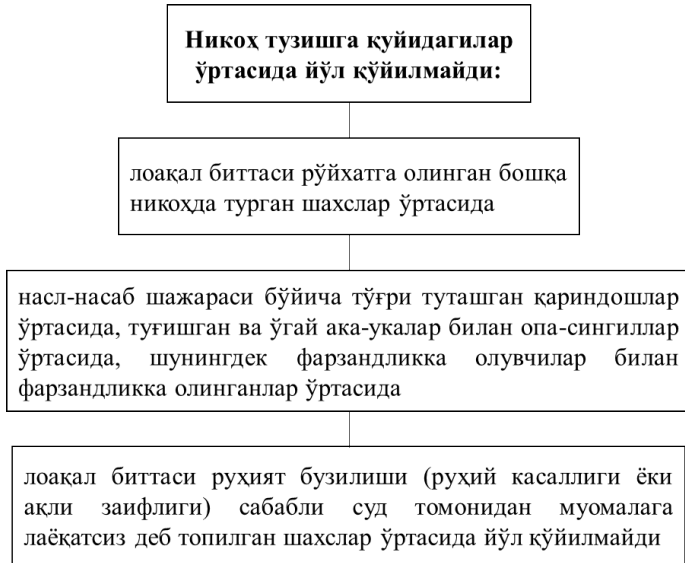 Никоҳ тузишга қуйидагилар
ўртасида йўл қўйилмайди:
лоақал биттаси рўйхатга олинган бошқа
никоҳда турган шахслар ўртасида
насл-насаб шажараси бўйича тўғри туташган қариндошлар
ўртасида, туғишган ва ўгай ака-укалар билан опа-сингиллар
ўртасида, шунингдек фарзандликка олувчилар билан
фарзандликка олинганлар ўртасида
лоақал биттаси руҳият бузилиши (руҳий касаллиги ёки
ақли заифлиги) сабабли суд томонидан муомалага
лаёқатсиз деб топилган шахслар ўртасида йўл қўйилмайди